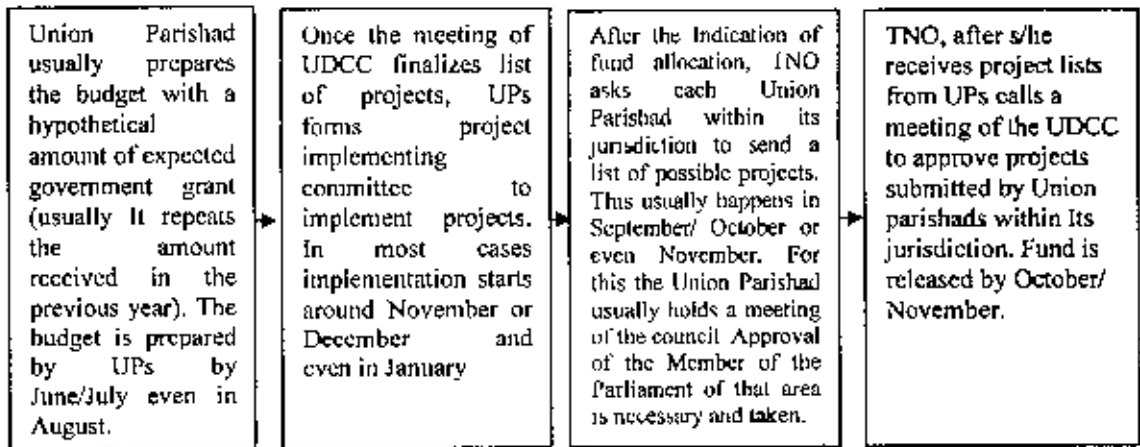 Union Parishad
usually prepares
the budget with a
hypothetical
amount of expected
government grant
(usually It repeats
the amount
received in the
previous year). The
budget is prepared
by UPs by
June/July even in
August.
Once the meeting of
UDCC finalizes list
of projects, UPs
forms project
implementing
committee to
implement projects.
In most cases
implementation starts
around November or
December and
even in January
After the Indication of
fund allocation, TNO
asks each Union
Parishad within its
jurisdiction to send a
list of possible projects.
This usually happens in
September/ October or
even November. For
this the Union Parishad
usually holds a meeting
of the council Approval
of the Member of the
Parliament of that area
is necessary and taken.
TNO, after s/he
receives project lists
from UPs calls a
meeting of the UDCC
to approve projects
submitted by Union
parishads within Its
jurisdiction. Fund is
released by October/
November.